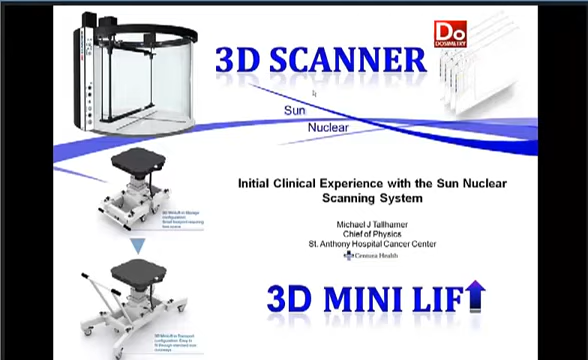 Do
DOSIMETRY
3D SCANNER
Sun
Nuclear
Initial Clinical Experience with the Sun Nuclear
Scanning System
Michael J Tallhamer
Chief of Physics
St. Anthony Hospital Cancer Center
Centura Health
3D MINI LIFT